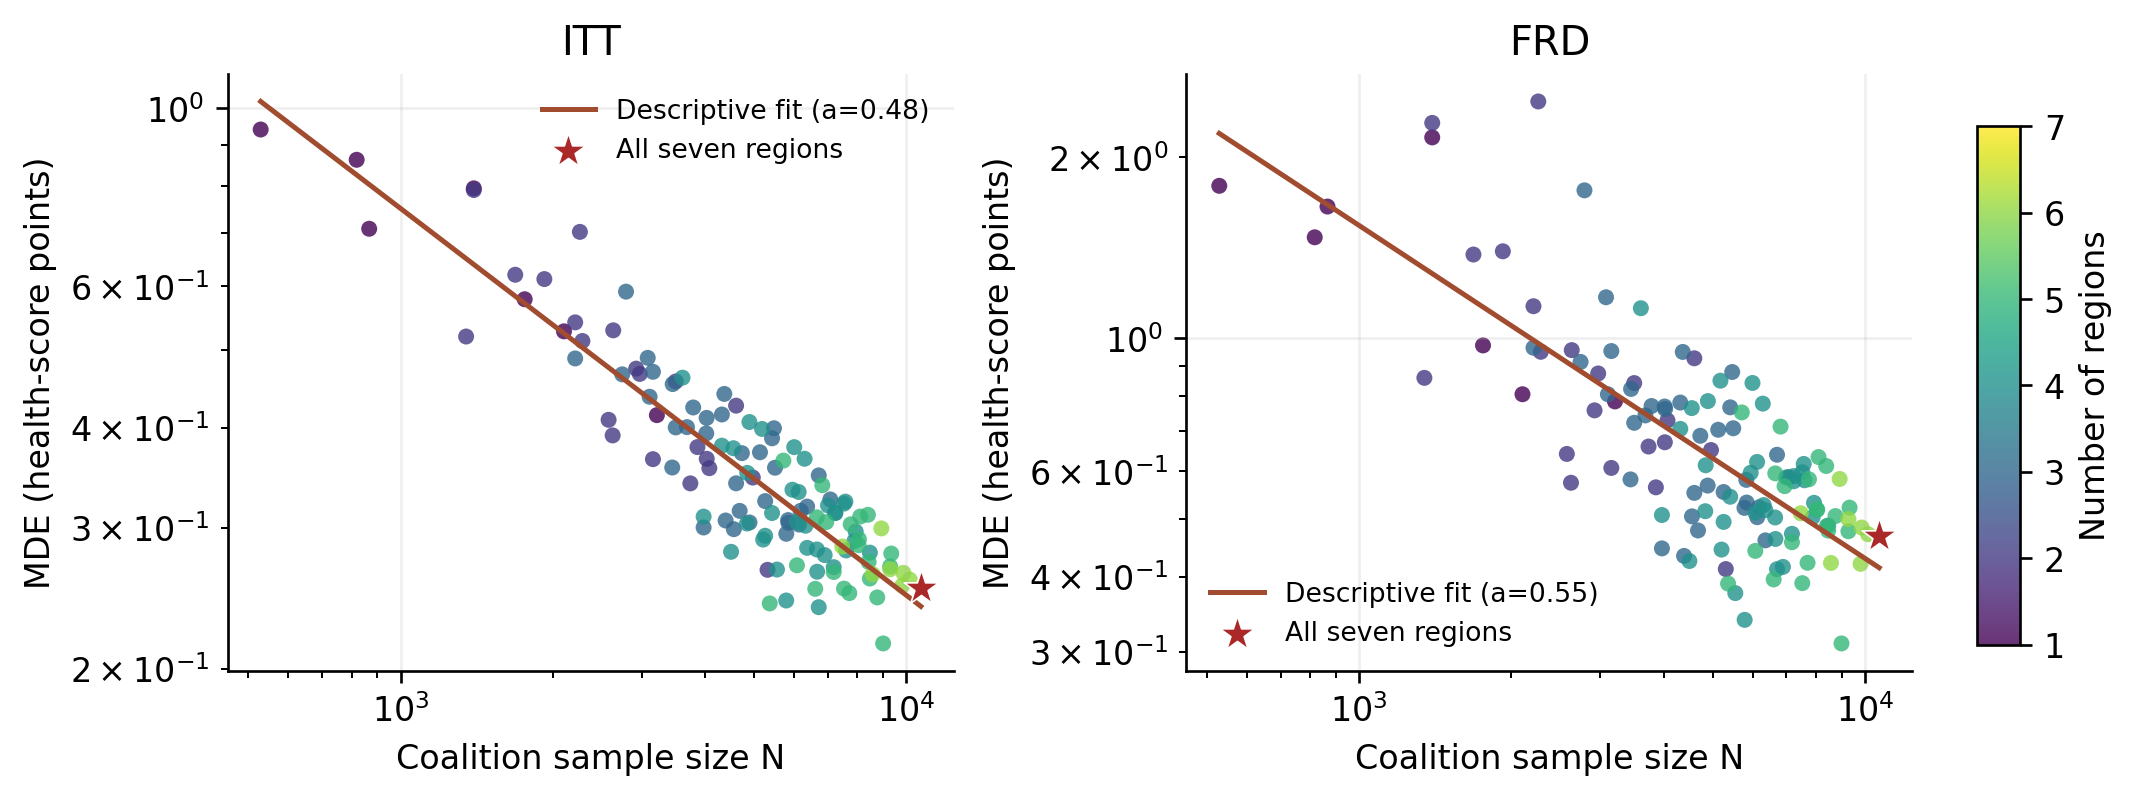 ITT
MDE (health-score points)
10⁰
6 × 10⁻¹
4 × 10⁻¹
3 × 10⁻¹
2 × 10⁻¹
Descriptive fit (a=0.48)
All seven regions
10³ 10⁴
Coalition sample size N
FRD
MDE (health-score points)
2 × 10⁰
10⁰
6 × 10⁻¹
4 × 10⁻¹
3 × 10⁻¹
Descriptive fit (a=0.55)
All seven regions
10³ 10⁴
Coalition sample size N
7
6
5
4
3
2
1
Number of regions